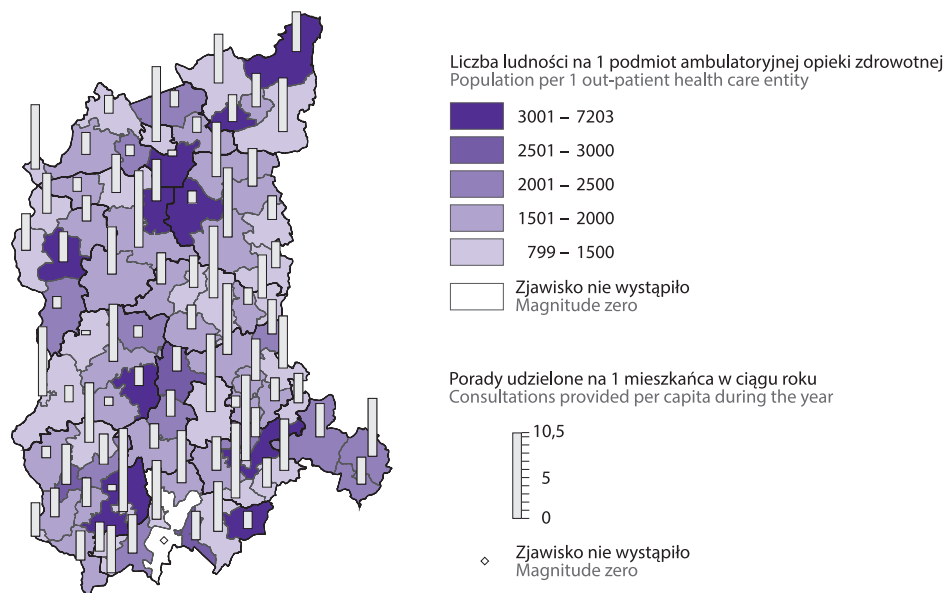 Liczba ludności na 1 podmiot ambulatoryjnej opieki zdrowotnej
Population per 1 out-patient health care entity
3001 – 7203
2501 – 3000
2001 – 2500
1501 – 2000
799 – 1500
Zjawisko nie wystąpiło
Magnitude zero
Porady udzielone na 1 mieszkańca w ciągu roku
Consultations provided per capita during the year
10,5
5
0
Zjawisko nie wystąpiło
Magnitude zero